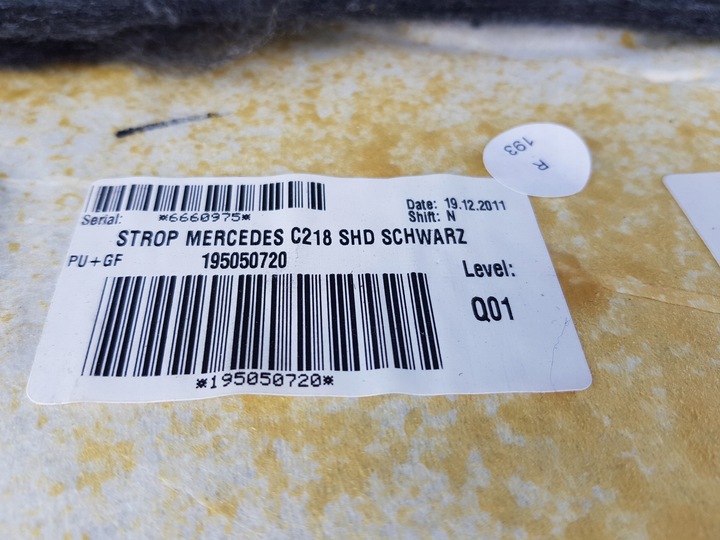 R
193
Date: 19.12.2011
Serial: *6660975* Shift: N
STROP MERCEDES C218 SHD SCHWARZ
PU+GF 195050720 Level:
Q01
*195050720*